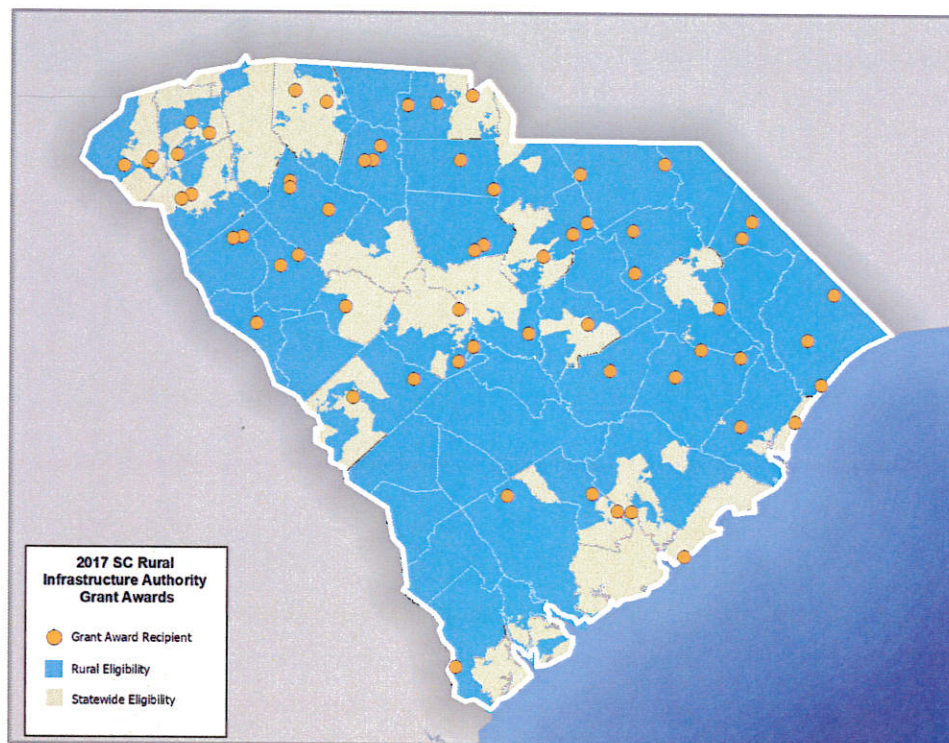 2017 SC Rural
Infrastructure Authority
Grant Awards
Grant Award Recipient
Rural Eligibility
Statewide Eligibility